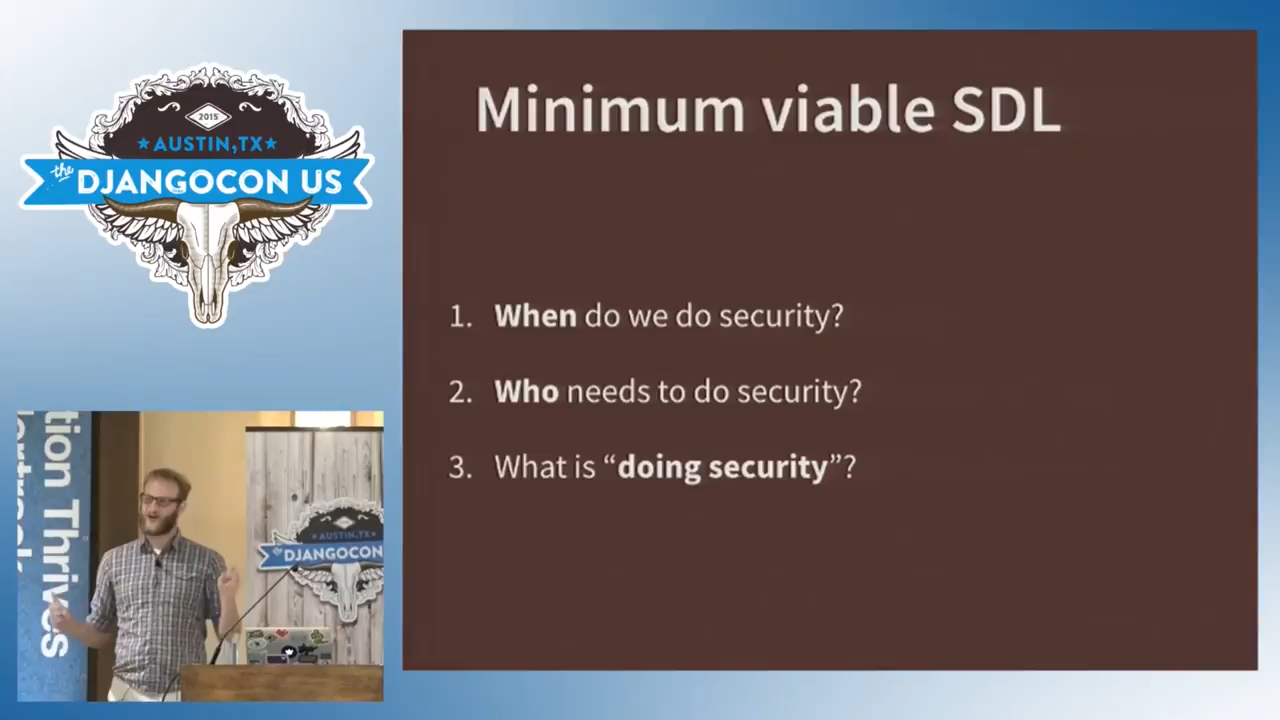 2015
AUSTIN,TX
the
DJANGOCON US
Minimum viable SDL
1. When do we do security?
2. Who needs to do security?
3. What is “doing security”?
tion Thrives
AUSTIN,TX
the DJANGOCON